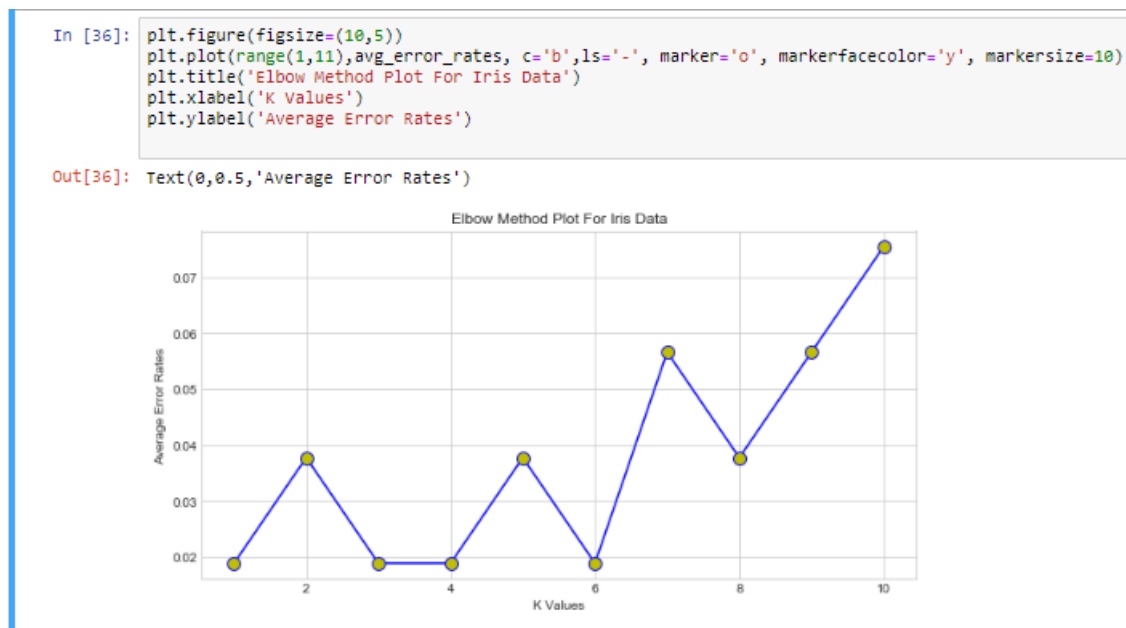 In [36]: plt.figure(figsize=(10,5))
plt.plot(range(1,11),avg_error_rates, c='b',ls='-', marker='o', markerfacecolor='y', markersize=10)
plt.title('Elbow Method Plot For Iris Data')
plt.xlabel('K Values')
plt.ylabel('Average Error Rates')
Out[36]: Text(0,0.5,'Average Error Rates')
Elbow Method Plot For Iris Data
Average Error Rates
0.07
0.06
0.05
0.04
0.03
0.02
2 4 6 8 10
K Values